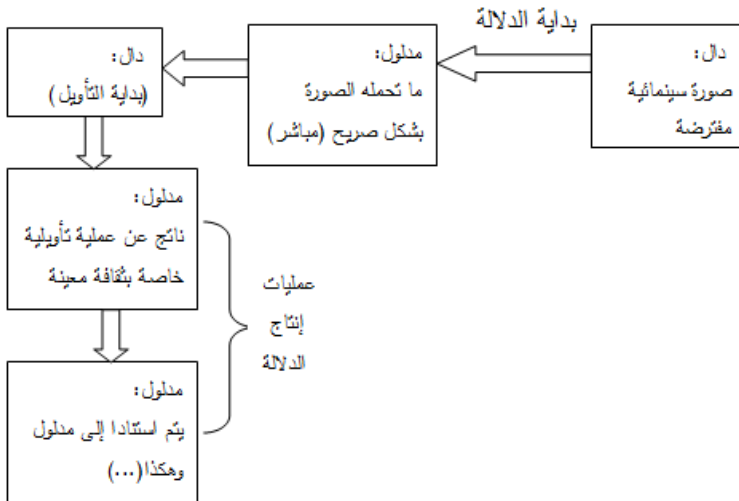 بداية الدلالة
دال:
صورة سينمائية
مفترضة
مدلول:
ما تحمله الصورة
بشكل صريح (مباشر)
دال:
(بداية التأويل)
مدلول:
ناتج عن عملية تأويلية
خاصة بثقافة معينة
مدلول:
يتم استنادا إلى مدلول
وهكذا(...)
عمليات
إنتاج
الدلالة